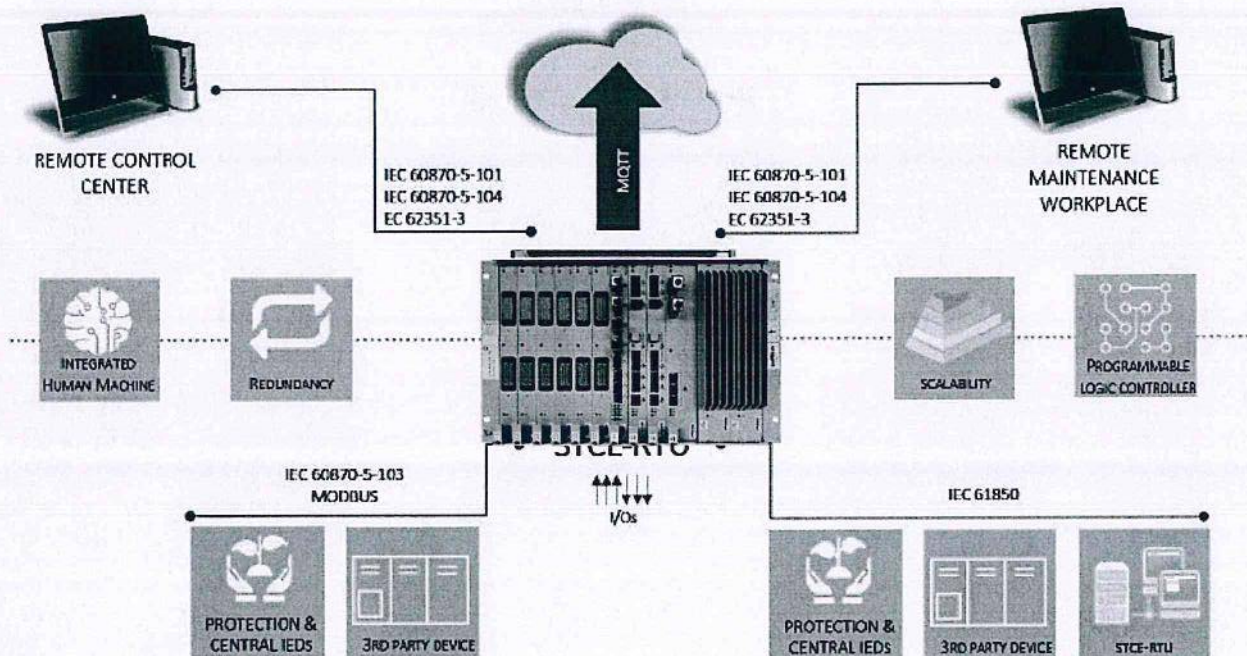 REMOTE CONTROL
CENTER
IEC 60870-5-101
IEC 60870-5-104
EC 62351-3
MQTT
IEC 60870-5-101
IEC 60870-5-104
EC 62351-3
REMOTE
MAINTENANCE
WORKPLACE
INTEGRATED
HUMAN MACHINE
REDUNDANCY
SCALABILITY
PROGRAMMABLE
LOGIC CONTROLLER
STCE-RTU
IEC 60870-5-103
MODBUS
I/Os
IEC 61850
PROTECTION &
CENTRAL IEDS
3RD PARTY DEVICE
PROTECTION &
CENTRAL IEDS
3RD PARTY DEVICE
STCE-RTU